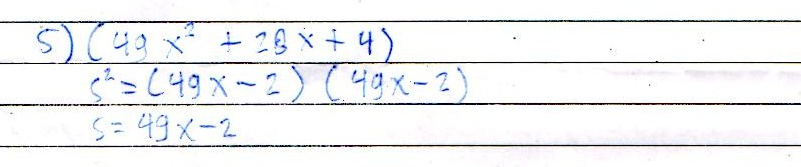 5) (49x² + 28x + 4)
s² = (49x - 2) (49x - 2)
s = 49x - 2